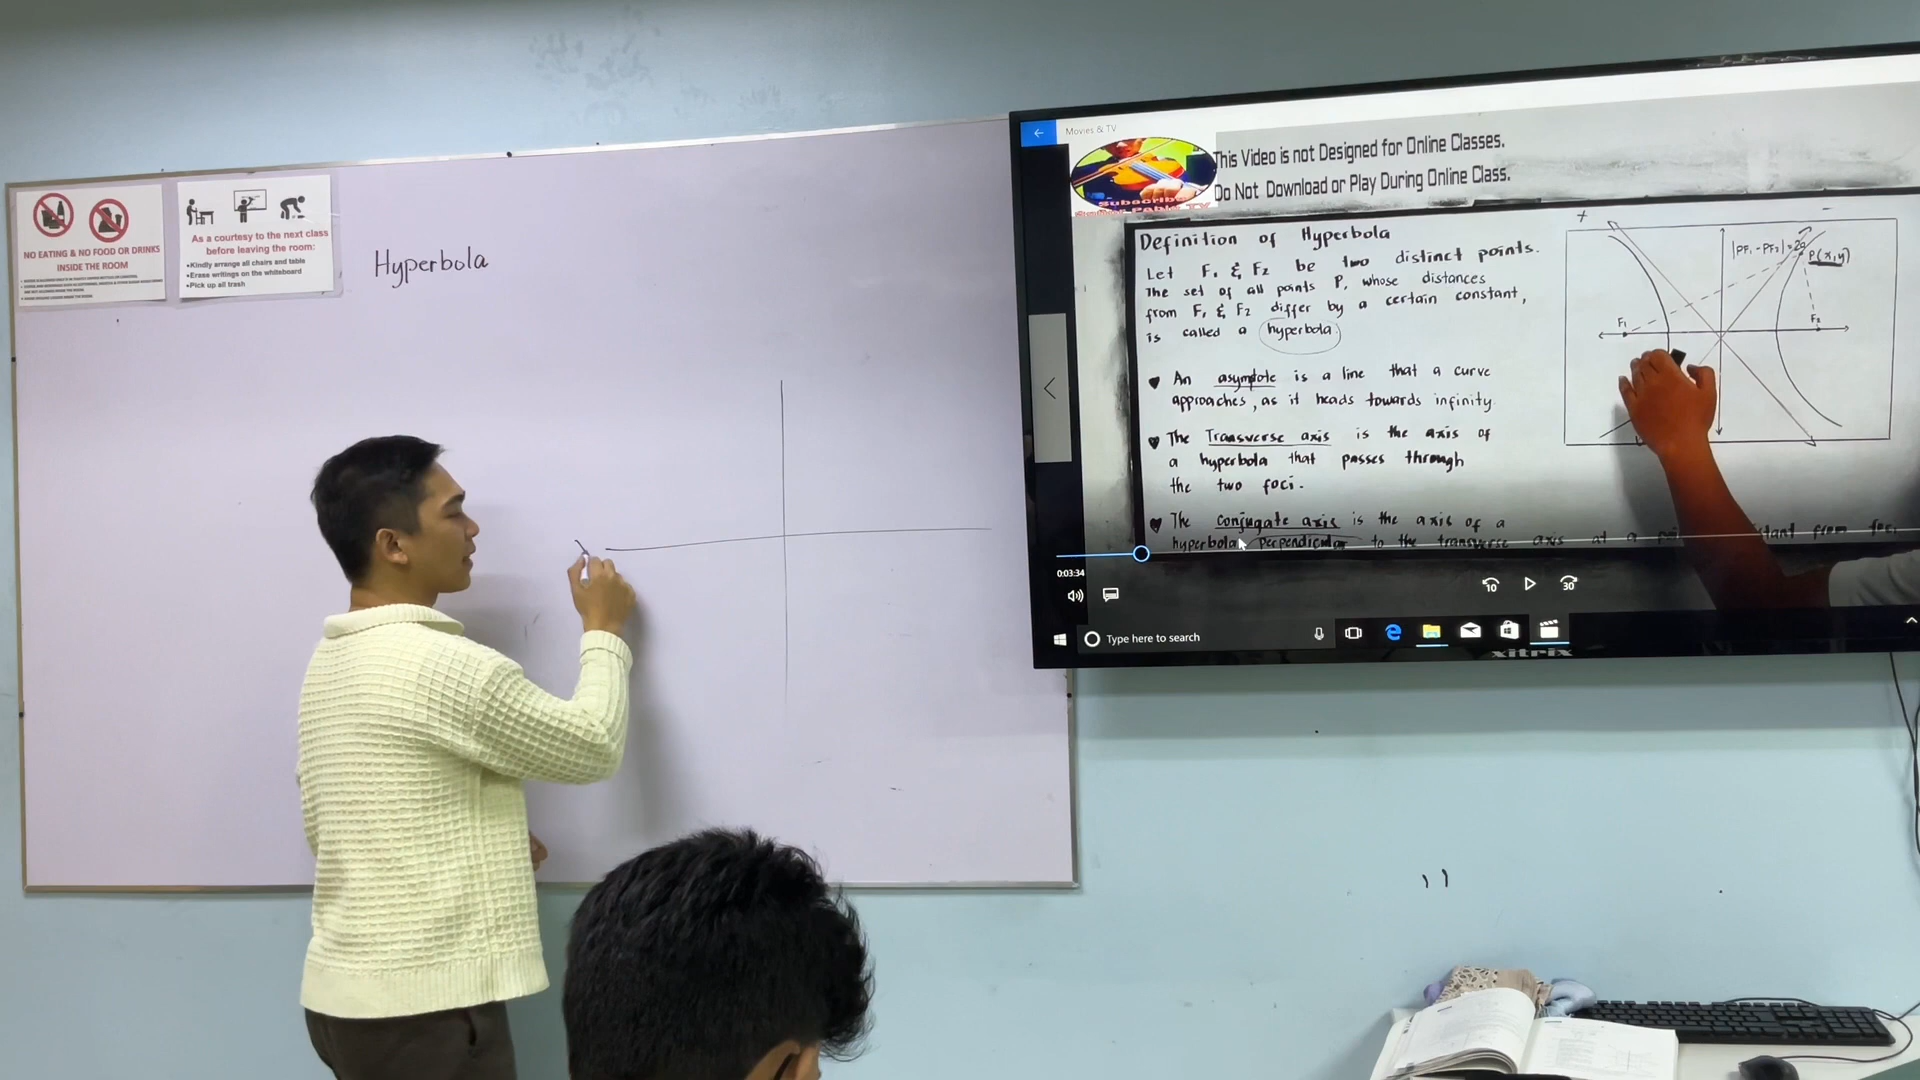 NO EATING & NO FOOD OR DRINKS
INSIDE THE ROOM
As a courtesy to the next class
before leaving the room:
•Kindly arrange all chairs and table
•Erase writings on the whiteboard
•Pick up all trash
Hyperbola
Movies & TV
This Video is not Designed for Online Classes.
Do Not Download or Play During Online Class.
Subscribe
Definition of Hyperbola
Let F₁ & F₂ be two distinct points.
The set of all points P, whose distances
from F₁ & F₂ differ by a certain constant,
is called a hyperbola.
An asymptote is a line that a curve
approaches, as it heads towards infinity.
The Transverse axis is the axis of
a hyperbola that passes through
the two foci.
The conjugate axis is the axis of a
hyperbola perpendicular to the transverse axis at a
|PF₁ - PF₂| = 2a
P(x,y)
F₁
F₂
0:03:34
10
30
Type here to search
xitrix